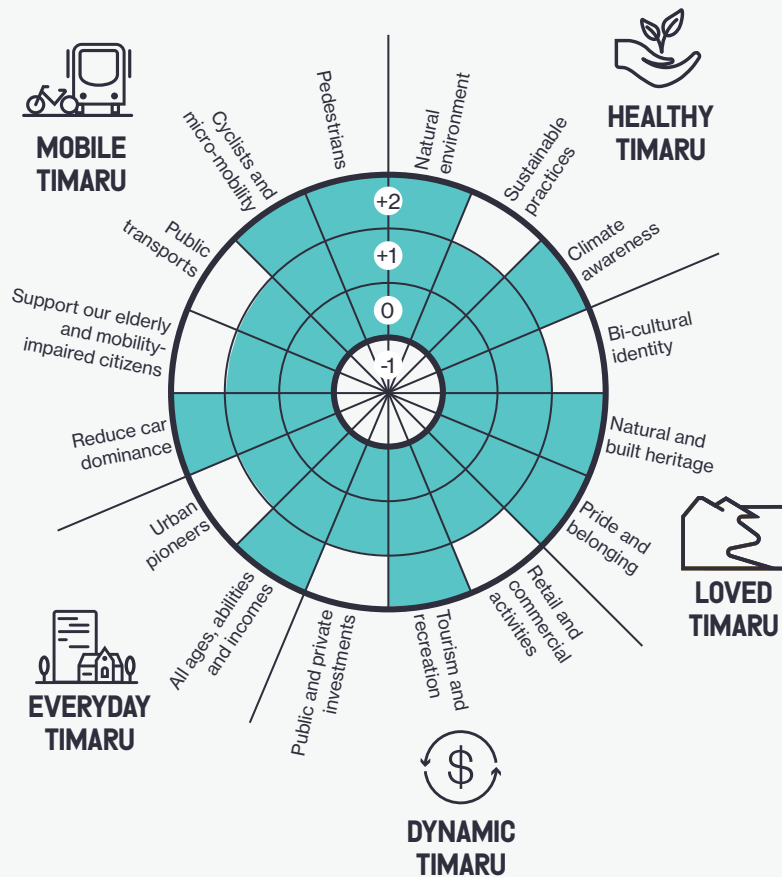 MOBILE
TIMARU
HEALTHY
TIMARU
Pedestrians
Natural
environment
Cyclists and
micro-mobility
Sustainable
practices
Public
transports
Climate
awareness
+2
+1
0
-1
Support our elderly
and mobility-
impaired citizens
Bi-cultural
identity
Reduce car
dominance
Natural and
built heritage
Urban
pioneers
Pride and
belonging
LOVED
TIMARU
All ages, abilities
and incomes
Public and private
investments
Tourism and
recreation
Retail and
commercial
activities
EVERYDAY
TIMARU
$
DYNAMIC
TIMARU